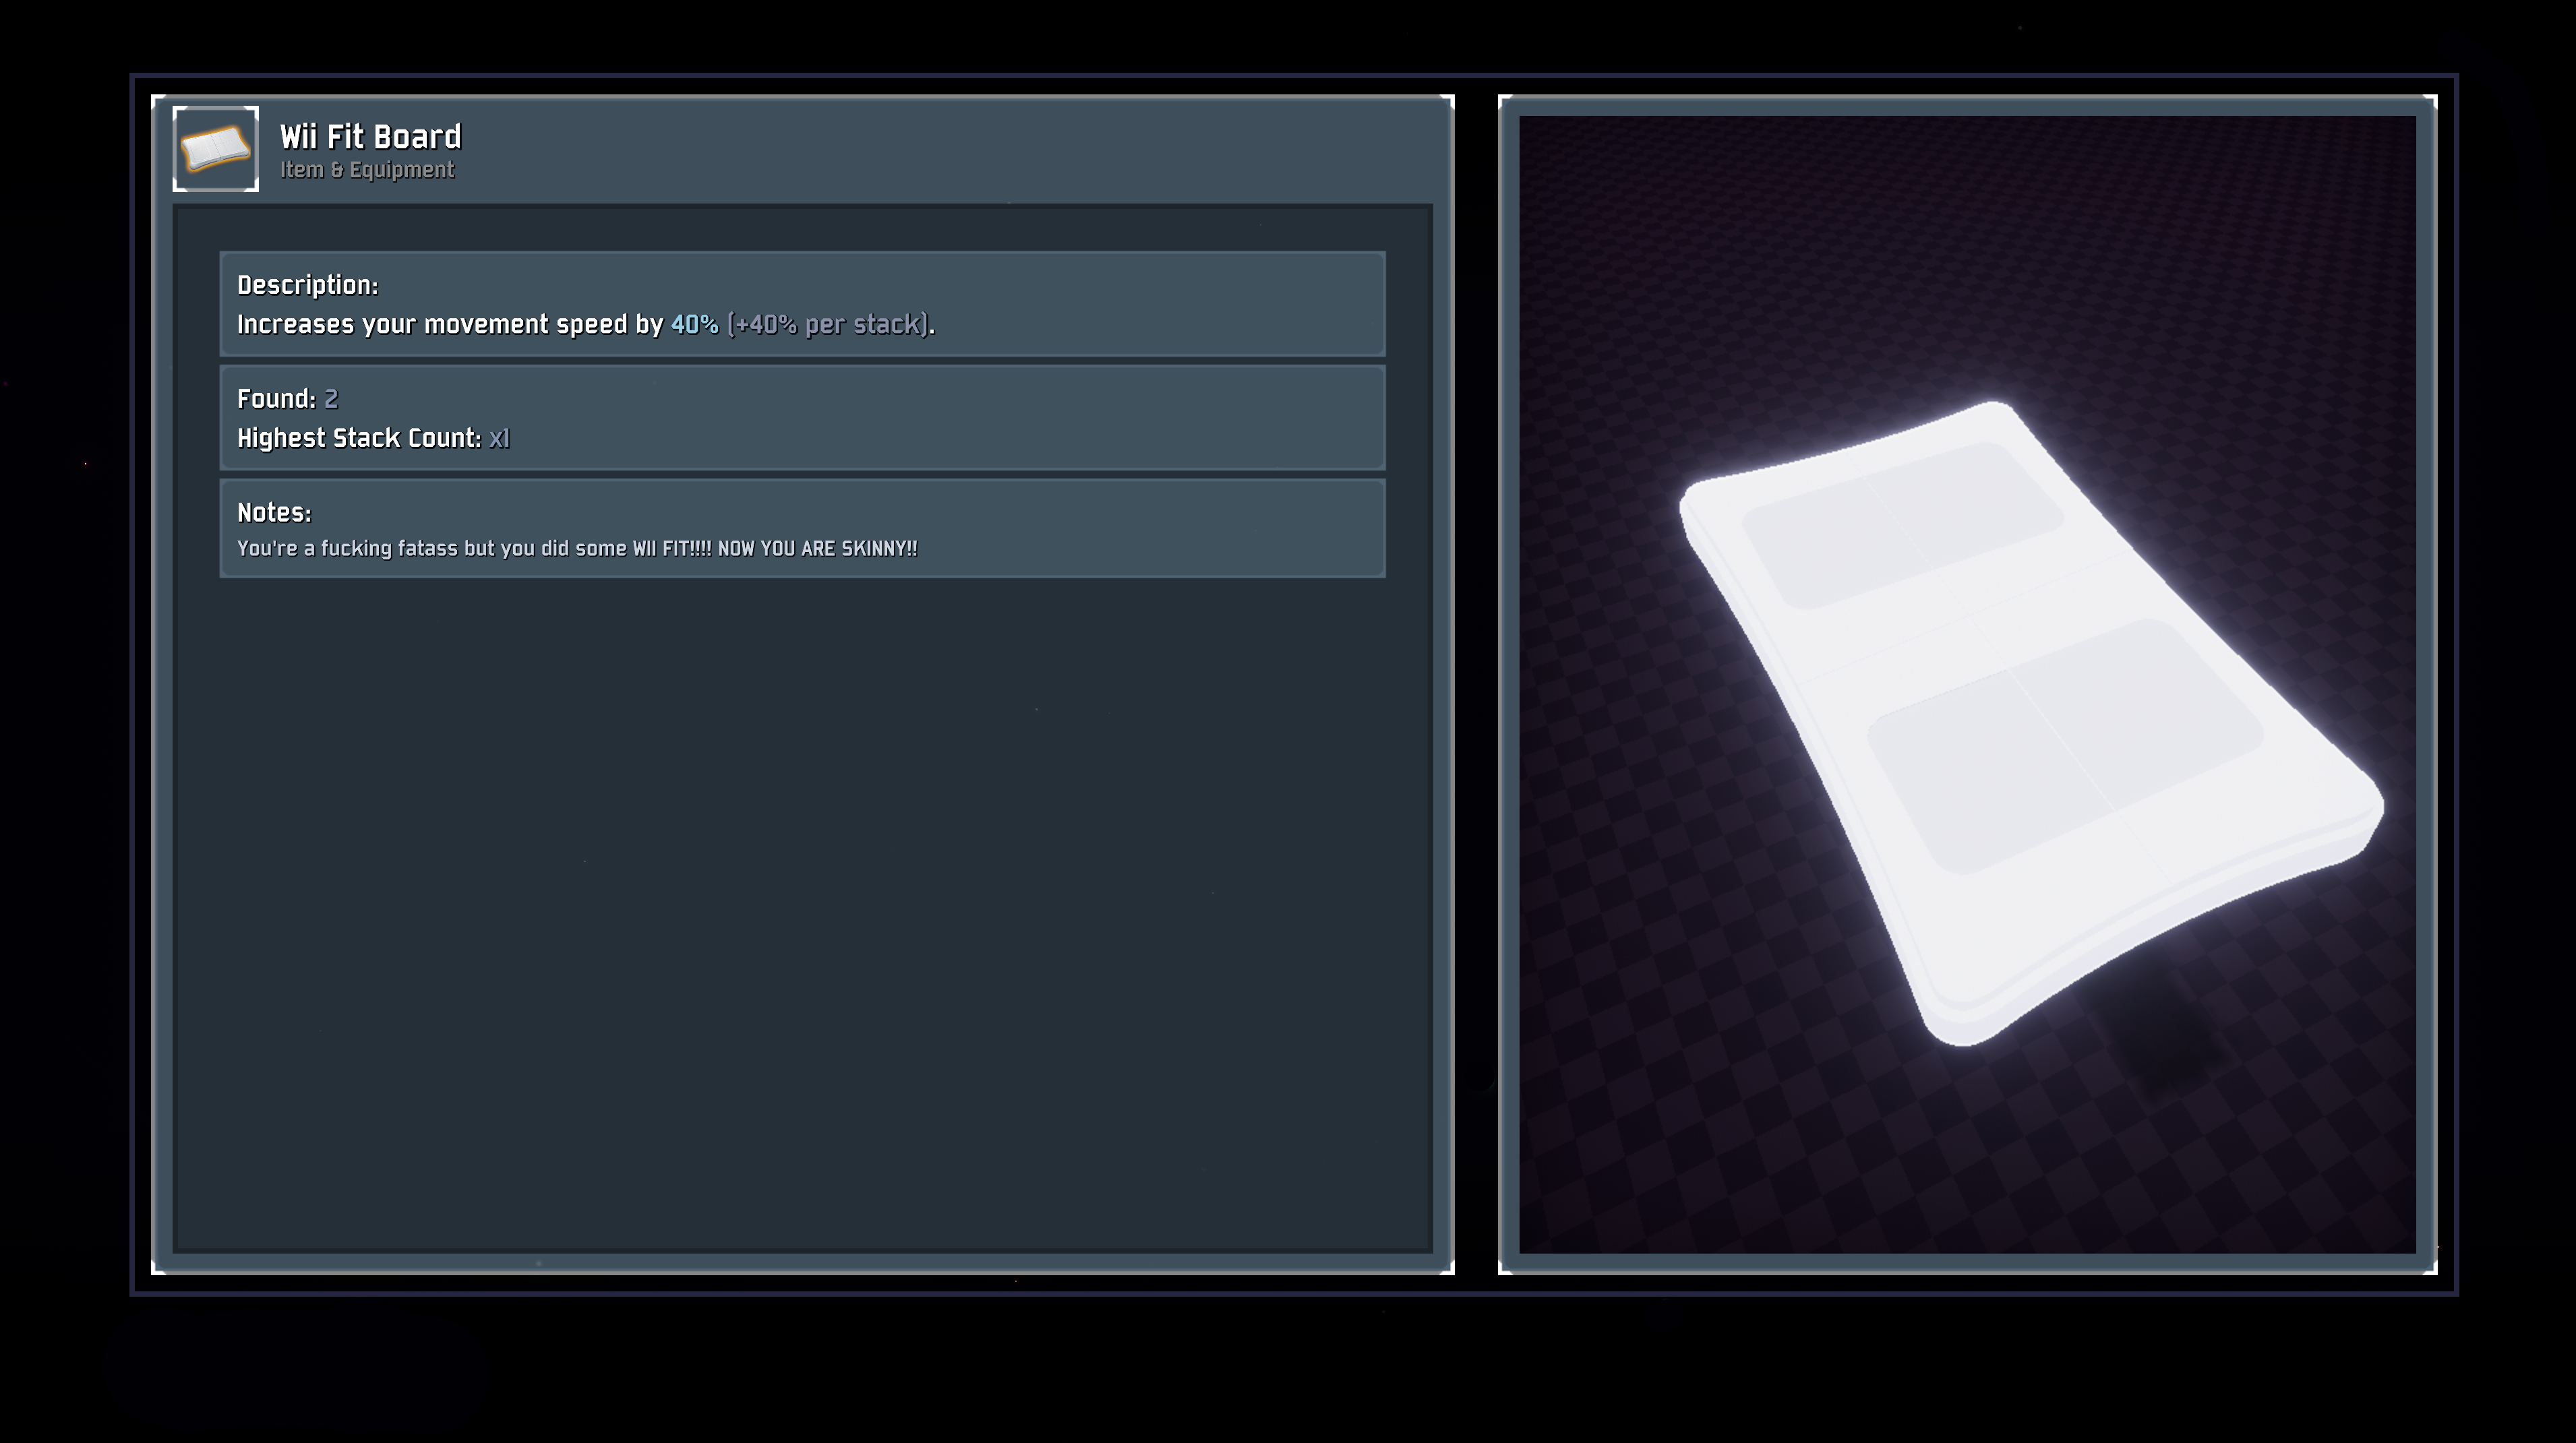 Wii Fit Board
Item & Equipment
Description:
Increases your movement speed by 40% (+40% per stack).
Found: 2
Highest Stack Count: x1
Notes:
You're a fucking fatass but you did some WII FIT!!!! NOW YOU ARE SKINNY!!